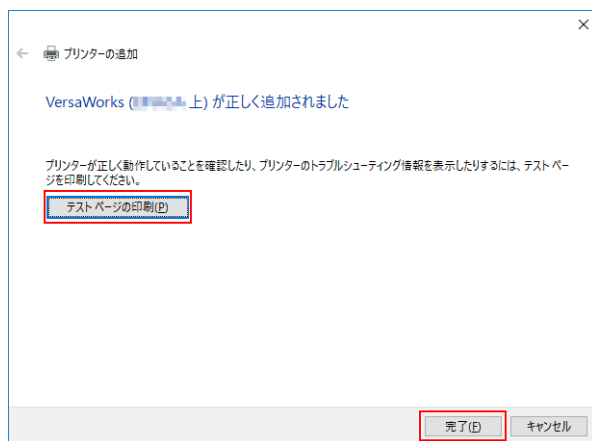 プリンターの追加
VersaWorks ( 上) が正しく追加されました
プリンターが正しく動作していることを確認したり、プリンターのトラブルシューティング情報を表示したりするには、テスト ペー
ジを印刷してください。
テスト ページの印刷(P)
完了(F) キャンセル